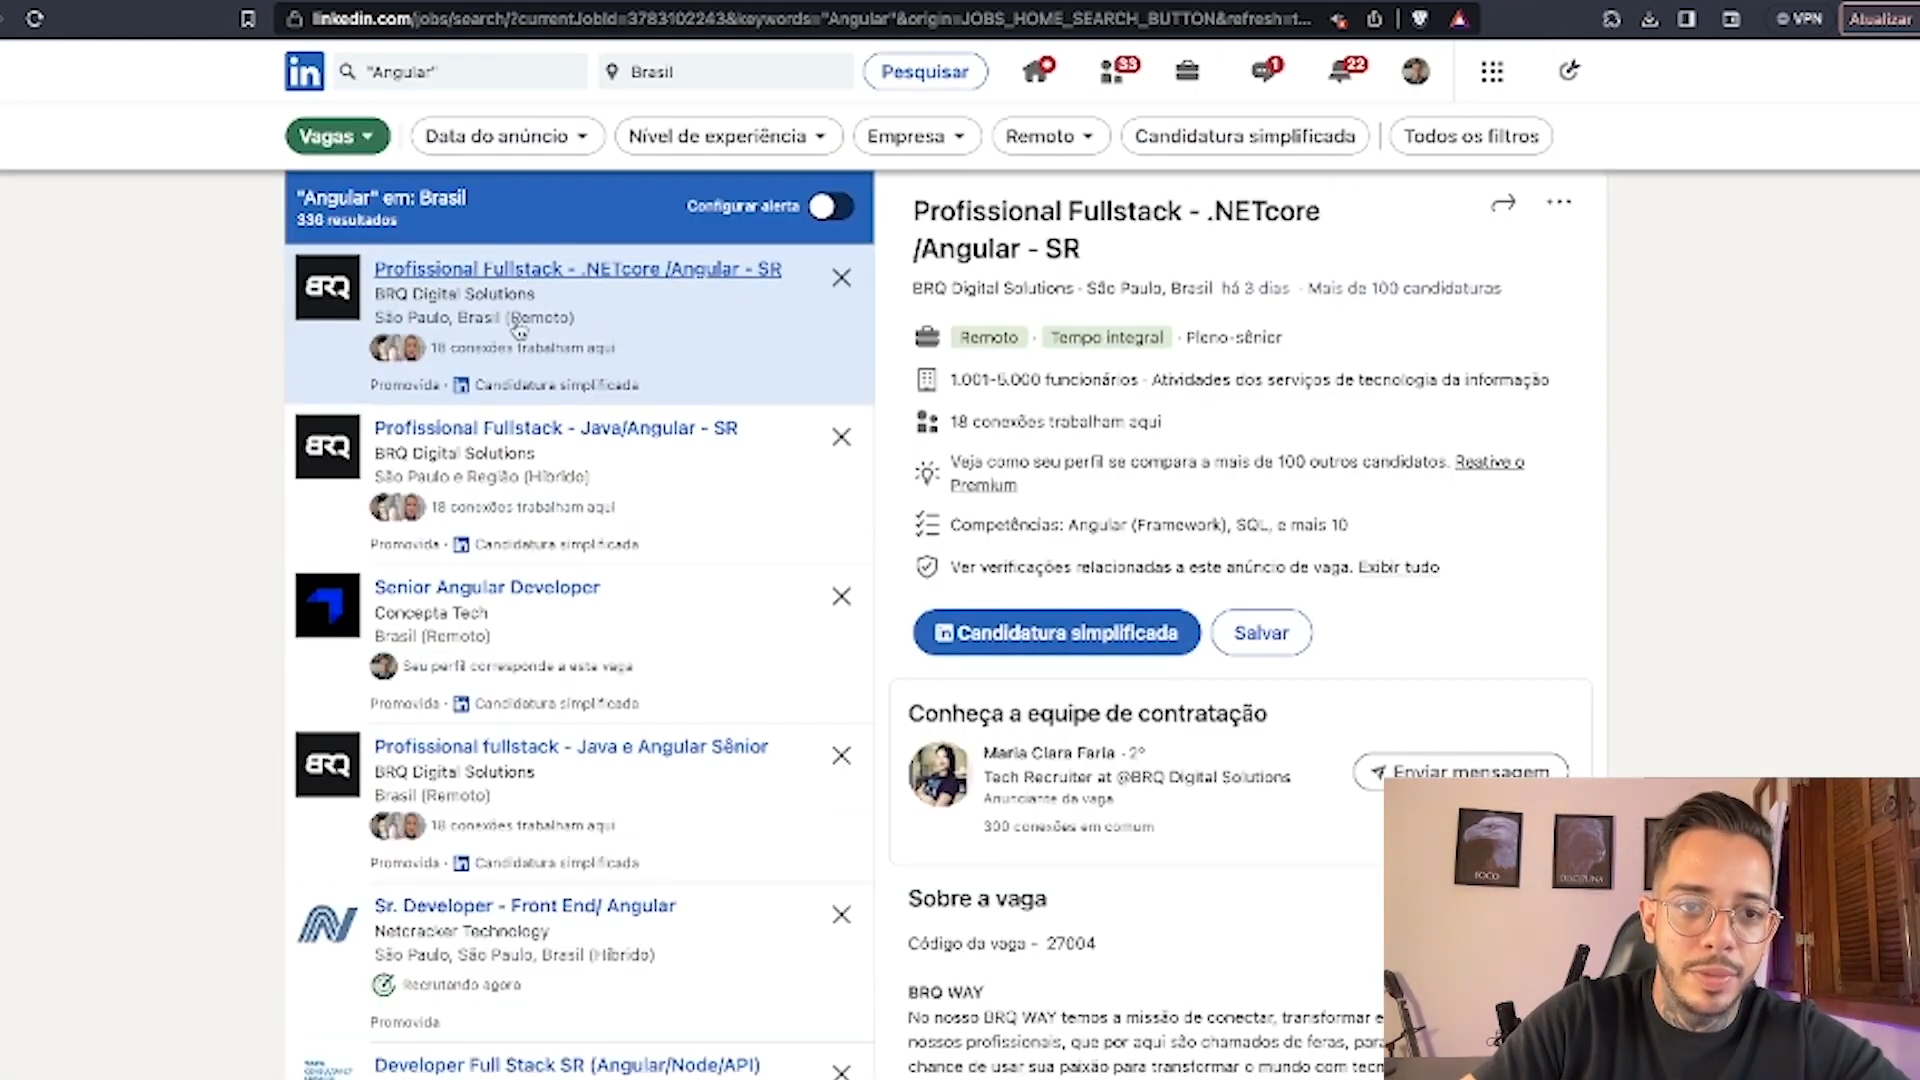 linkedin.com/jobs/search/?currentJobId=3783102243&keywords="Angular"&origin=JOBS_HOME_SEARCH_BUTTON&refresh=t...
VPN
Atualizar
in
"Angular"
Brasil
Pesquisar
33
1
22
Vagas
Data do anúncio
Nível de experiência
Empresa
Remoto
Candidatura simplificada
Todos os filtros
"Angular" em: Brasil
336 resultados
Configurar alerta
BRQ
Profissional Fullstack - .NETcore /Angular - SR
BRQ Digital Solutions
São Paulo, Brasil (Remoto)
18 conexões trabalham aqui
Promovida · in Candidatura simplificada
BRQ
Profissional Fullstack - Java/Angular - SR
BRQ Digital Solutions
São Paulo e Região (Híbrido)
18 conexões trabalham aqui
Promovida · in Candidatura simplificada
Senior Angular Developer
Concepta Tech
Brasil (Remoto)
Seu perfil corresponde a esta vaga
Promovida · in Candidatura simplificada
BRQ
Profissional fullstack - Java e Angular Sênior
BRQ Digital Solutions
Brasil (Remoto)
18 conexões trabalham aqui
Promovida · in Candidatura simplificada
Sr. Developer - Front End/ Angular
Netcracker Technology
São Paulo, São Paulo, Brasil (Híbrido)
Recrutando agora
Promovida
Developer Full Stack SR (Angular/Node/API)
Profissional Fullstack - .NETcore
/Angular - SR
BRQ Digital Solutions · São Paulo, Brasil há 3 dias · Mais de 100 candidaturas
Remoto · Tempo integral · Pleno-sênior
1.001-5.000 funcionários · Atividades dos serviços de tecnologia da informação
18 conexões trabalham aqui
Veja como seu perfil se compara a mais de 100 outros candidatos. Reative o
Premium
Competências: Angular (Framework), SQL, e mais 10
Ver verificações relacionadas a este anúncio de vaga. Exibir tudo
in Candidatura simplificada
Salvar
Conheça a equipe de contratação
Maria Clara Faria · 2º
Tech Recruiter at @BRQ Digital Solutions
Anunciante da vaga
300 conexões em comum
Enviar mensagem
Sobre a vaga
Código da vaga - 27004
BRQ WAY
No nosso BRQ WAY temos a missão de conectar, transformar e
nossos profissionais, que por aqui são chamados de feras, para
chance de usar sua paixão para transformar o mundo com tecn
FOCO
DISCIPLINA